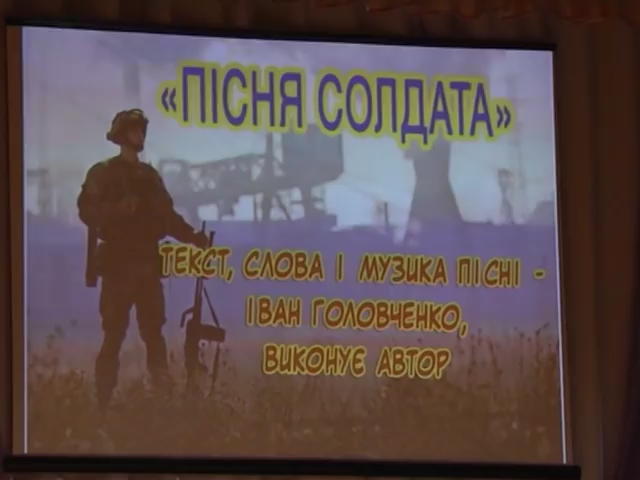 «ПІСНЯ СОЛДАТА»
ТЕКСТ, СЛОВА І МУЗИКА ПІСНІ -
ІВАН ГОЛОВЧЕНКО,
ВИКОНУЄ АВТОР